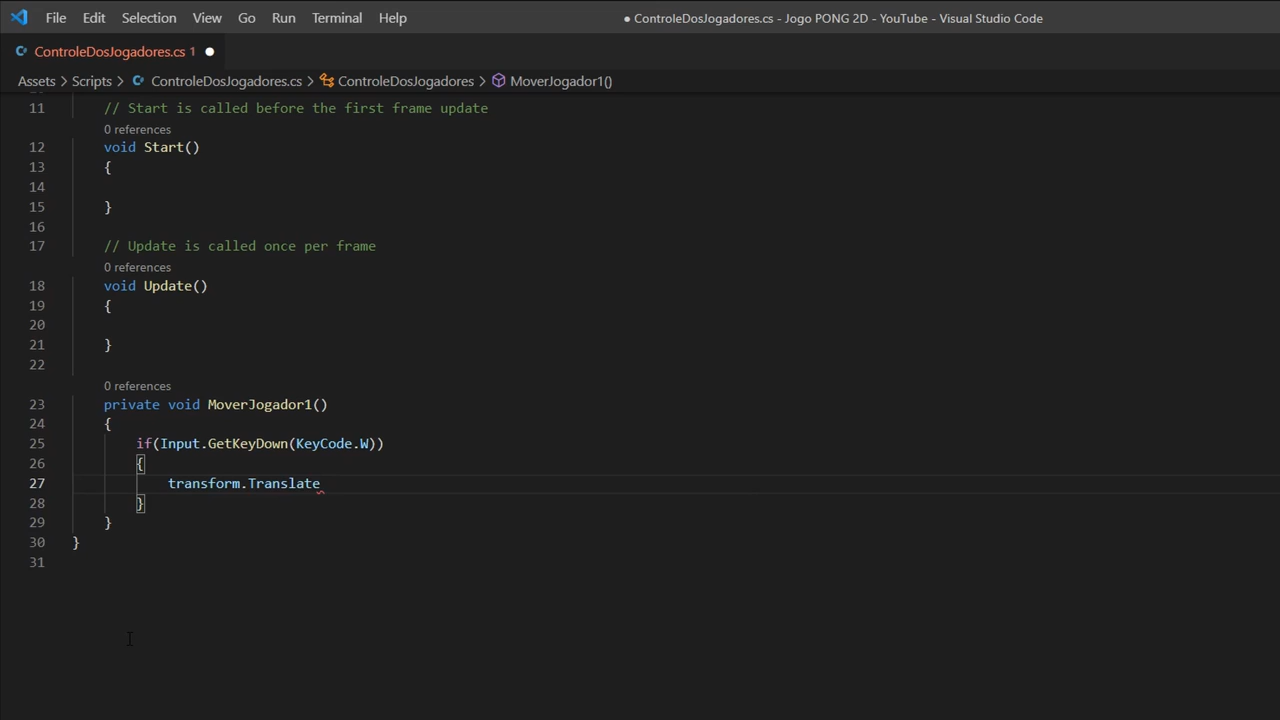 File Edit Selection View Go Run Terminal Help
● ControleDosJogadores.cs - Jogo PONG 2D - YouTube - Visual Studio Code
ControleDosJogadores.cs 1 ●
Assets > Scripts > ControleDosJogadores.cs > ControleDosJogadores > MoverJogador1()
11 // Start is called before the first frame update
0 references
12 void Start()
13 {
14
15 }
16
17 // Update is called once per frame
0 references
18 void Update()
19 {
20
21 }
22
0 references
23 private void MoverJogador1()
24 {
25 if(Input.GetKeyDown(KeyCode.W))
26 {
27 transform.Translate
28 }
29 }
30 }
31